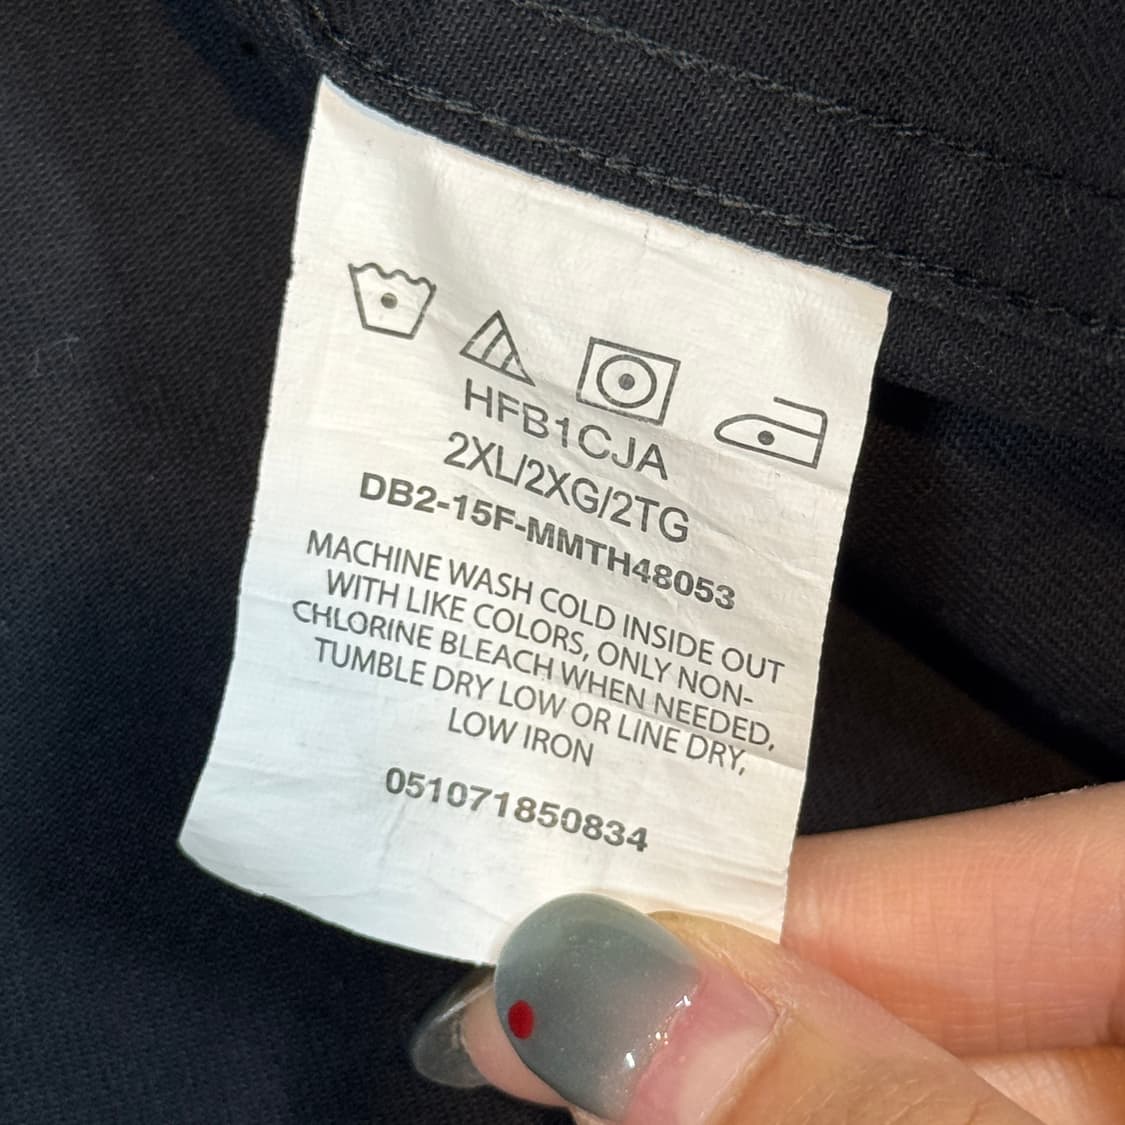 HFB1CJA
2XL/2XG/2TG
DB2-15F-MMTH48053
MACHINE WASH COLD INSIDE OUT
WITH LIKE COLORS, ONLY NON-
CHLORINE BLEACH WHEN NEEDED,
TUMBLE DRY LOW OR LINE DRY,
LOW IRON
051071850834